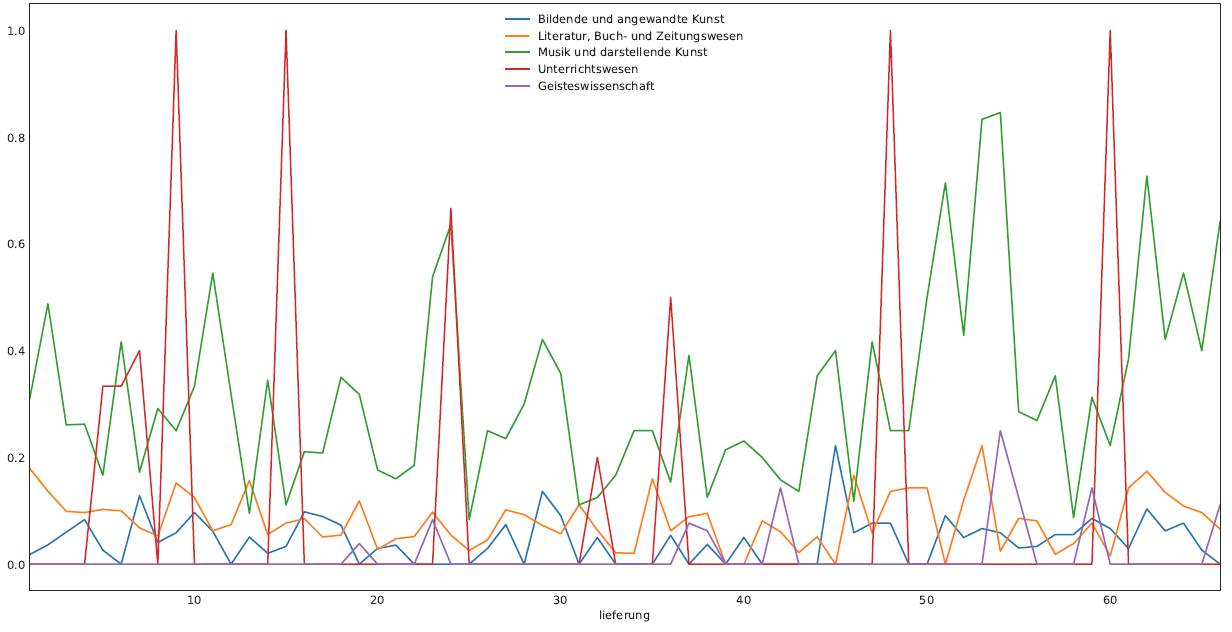 1.0
0.8
0.6
0.4
0.2
0.0
Bildende und angewandte Kunst
Literatur, Buch- und Zeitungswesen
Musik und darstellende Kunst
Unterrichtswesen
Geisteswissenschaft
10 20 30 40 50 60
lieferung